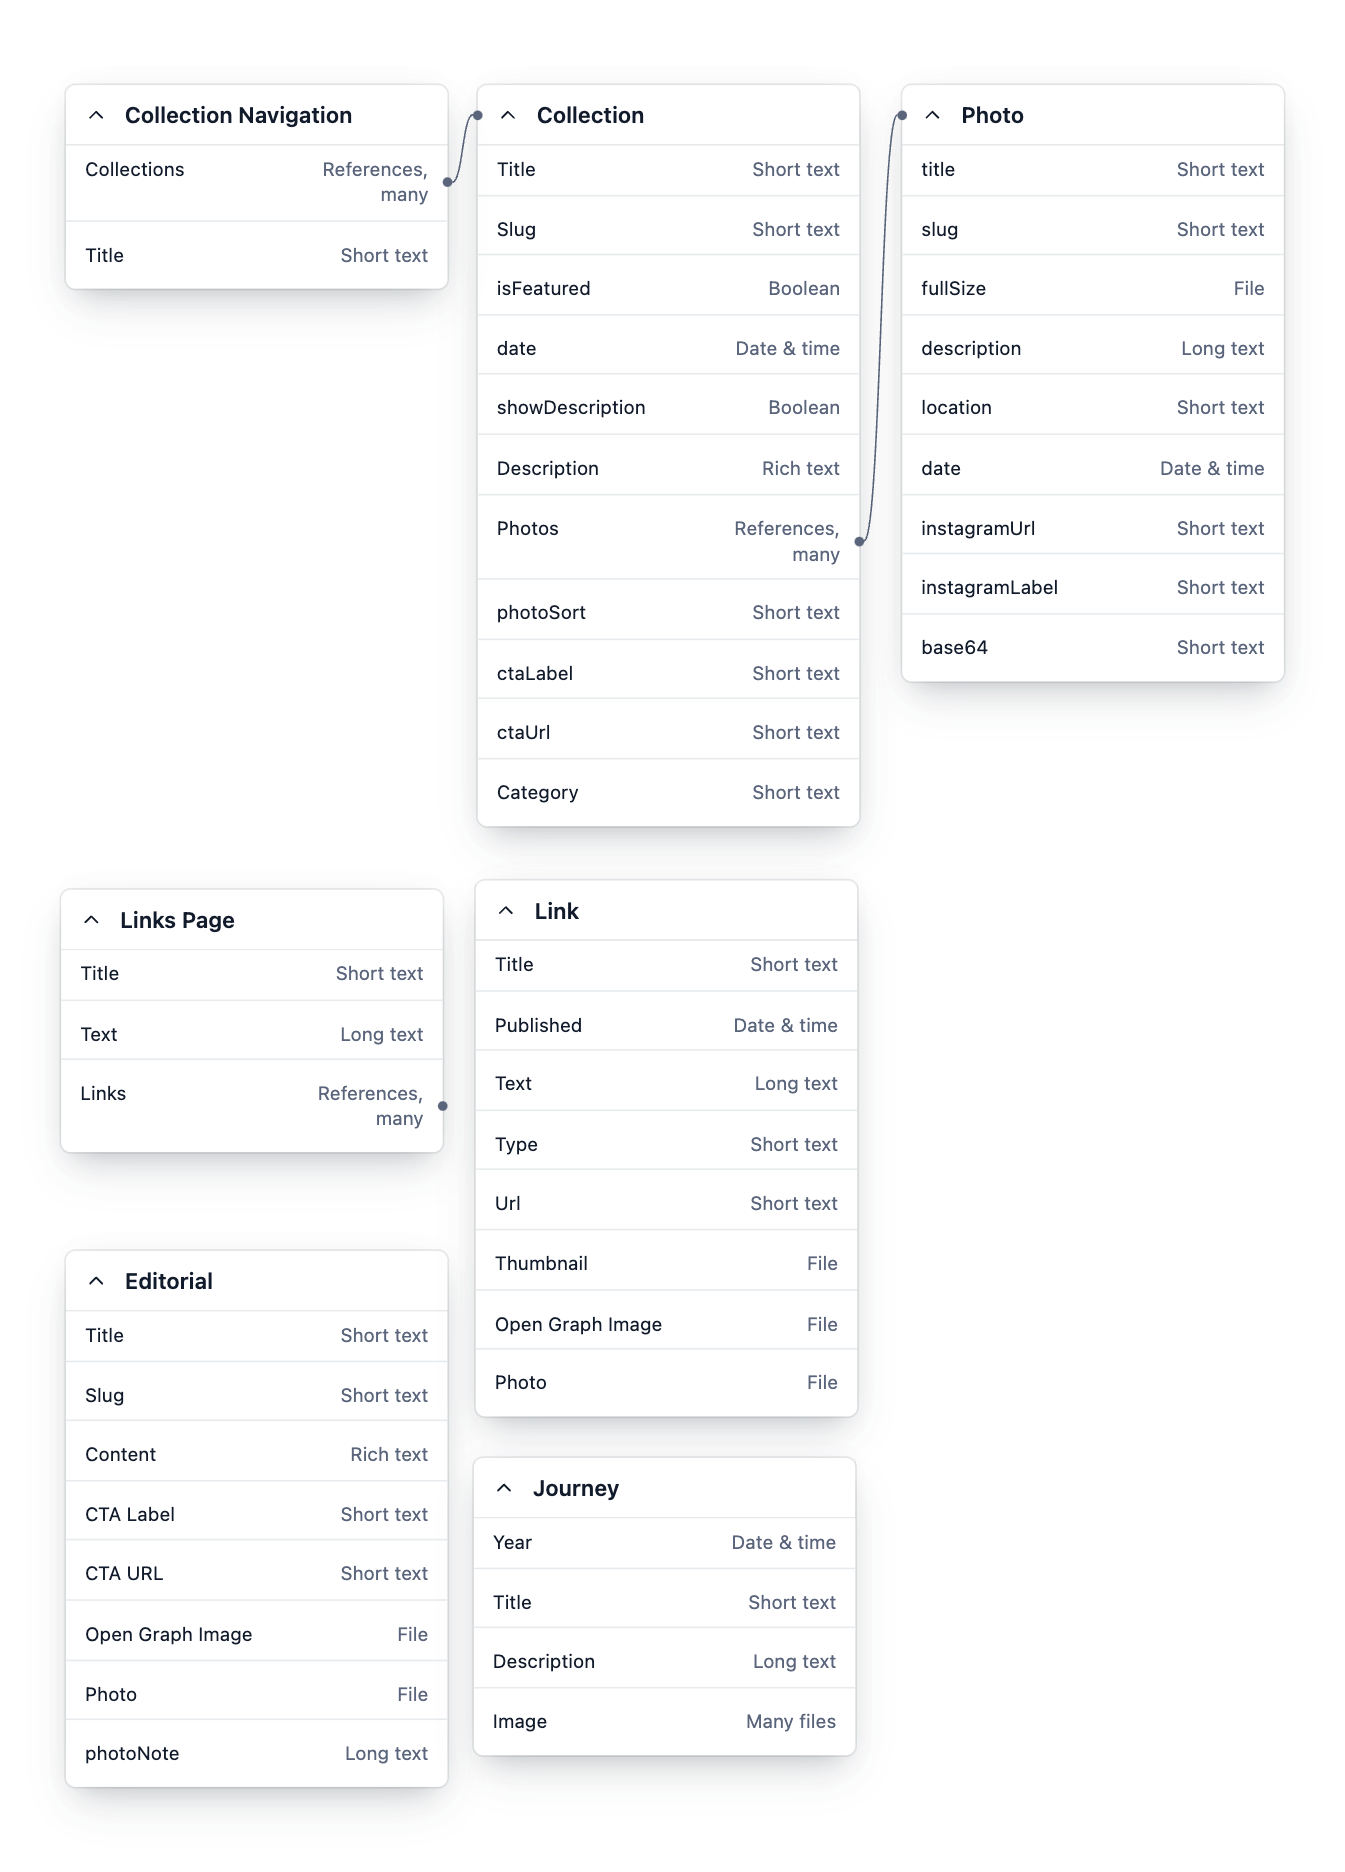 Collection Navigation
Collections References,
many
Title Short text
Collection
Title Short text
Slug Short text
isFeatured Boolean
date Date & time
showDescription Boolean
Description Rich text
Photos References,
many
photoSort Short text
ctaLabel Short text
ctaUrl Short text
Category Short text
Photo
title Short text
slug Short text
fullSize File
description Long text
location Short text
date Date & time
instagramUrl Short text
instagramLabel Short text
base64 Short text
Links Page
Title Short text
Text Long text
Links References,
many
Link
Title Short text
Published Date & time
Text Long text
Type Short text
Url Short text
Thumbnail File
Open Graph Image File
Photo File
Editorial
Title Short text
Slug Short text
Content Rich text
CTA Label Short text
CTA URL Short text
Open Graph Image File
Photo File
photoNote Long text
Journey
Year Date & time
Title Short text
Description Long text
Image Many files